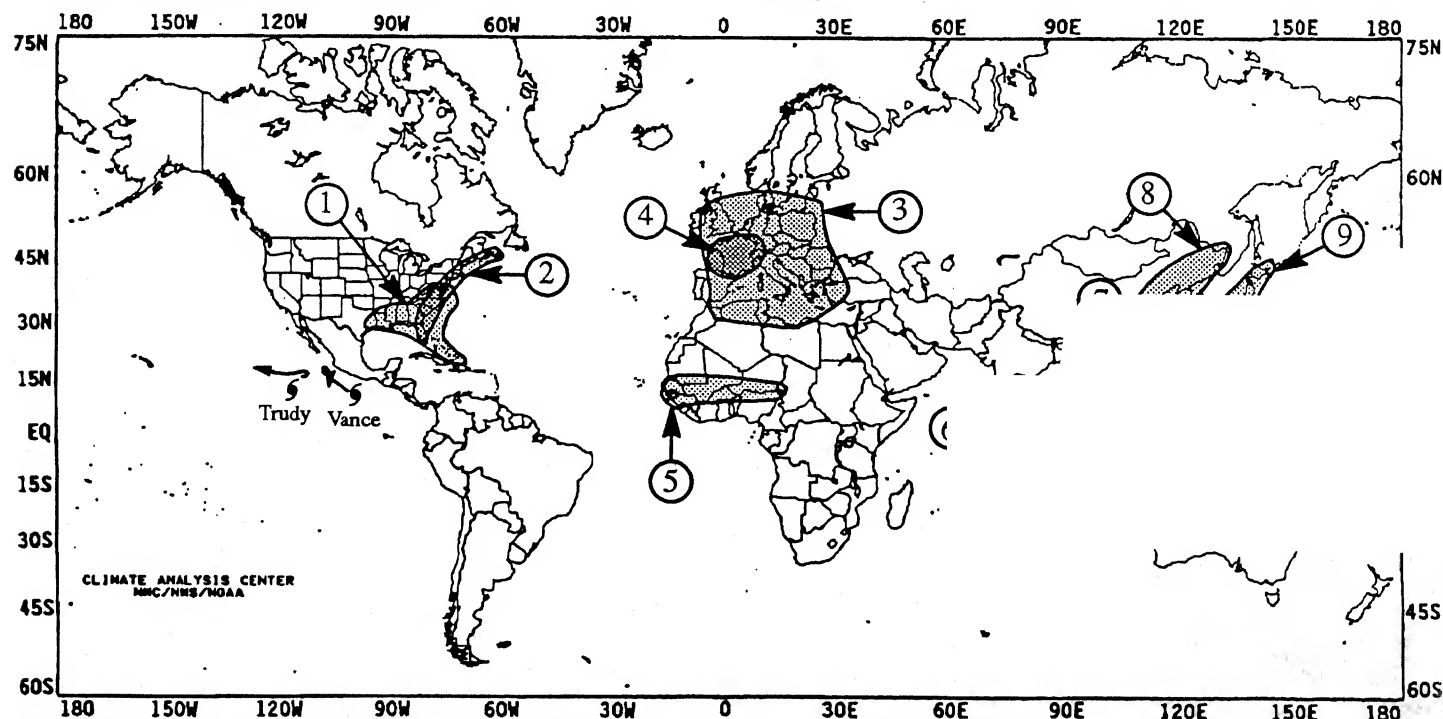 180 150W 120W 90W 60W 30W 0 30E 60E 90E 120E 150E 180
75N 75N
60N 60N
1 4 3 8 9
45N 45N
2
30N
15N
Trudy Vance
EQ
5
15S
30S
CLIMATE ANALYSIS CENTER
NMC/NWS/NOAA
45S 45S
60S 60S
180 150W 120W 90W 60W 30W 0 30E 60E 90E 120E 150E 180